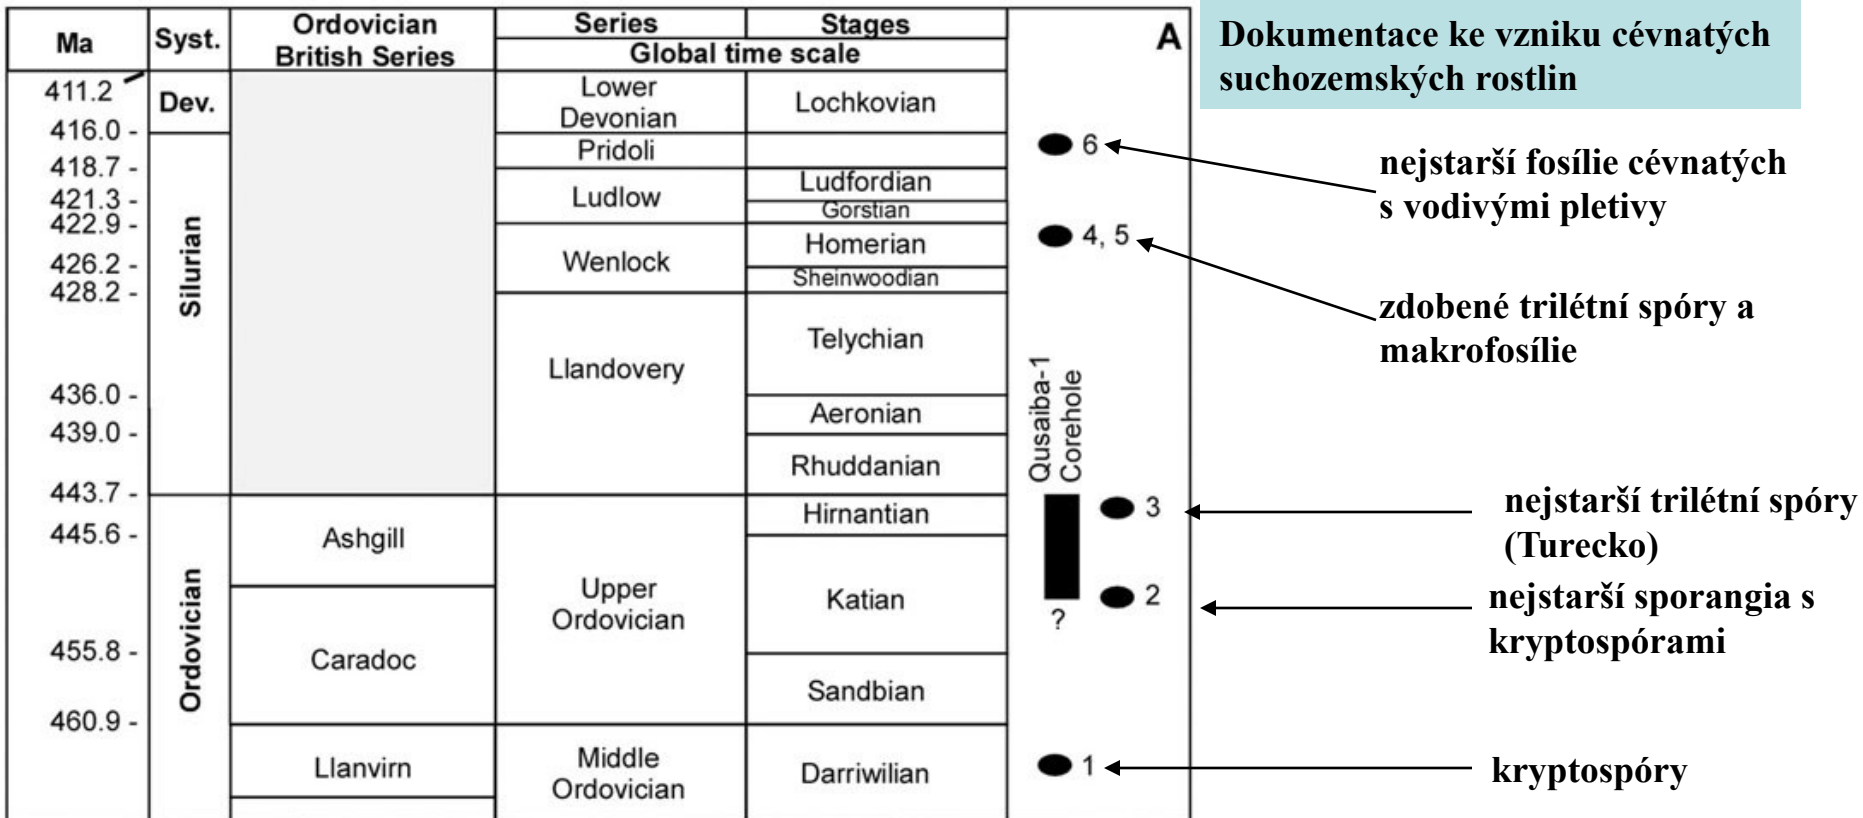 Ma
Syst.
Ordovician
British Series
Series
Stages
Global time scale
A
Dokumentace ke vzniku cévnatých
suchozemských rostlin
411.2
416.0 -
418.7 -
421.3 -
422.9 -
426.2 -
428.2 -
436.0 -
439.0 -
443.7 -
445.6 -
455.8 -
460.9 -
Dev.
Silurian
Ordovician
Ashgill
Caradoc
Llanvirn
Lower
Devonian
Pridoli
Ludlow
Wenlock
Llandovery
Upper
Ordovician
Middle
Ordovician
Lochkovian
Ludfordian
Gorstian
Homerian
Sheinwoodian
Telychian
Aeronian
Rhuddanian
Hirnantian
Katian
Sandbian
Darriwilian
Qusaiba-1
Corehole
?
6
4, 5
3
2
1
nejstarší fosílie cévnatých
s vodivými pletivy
zdobené trilétní spóry a
makrofosílie
nejstarší trilétní spóry
(Turecko)
nejstarší sporangia s
kryptospórami
kryptospóry